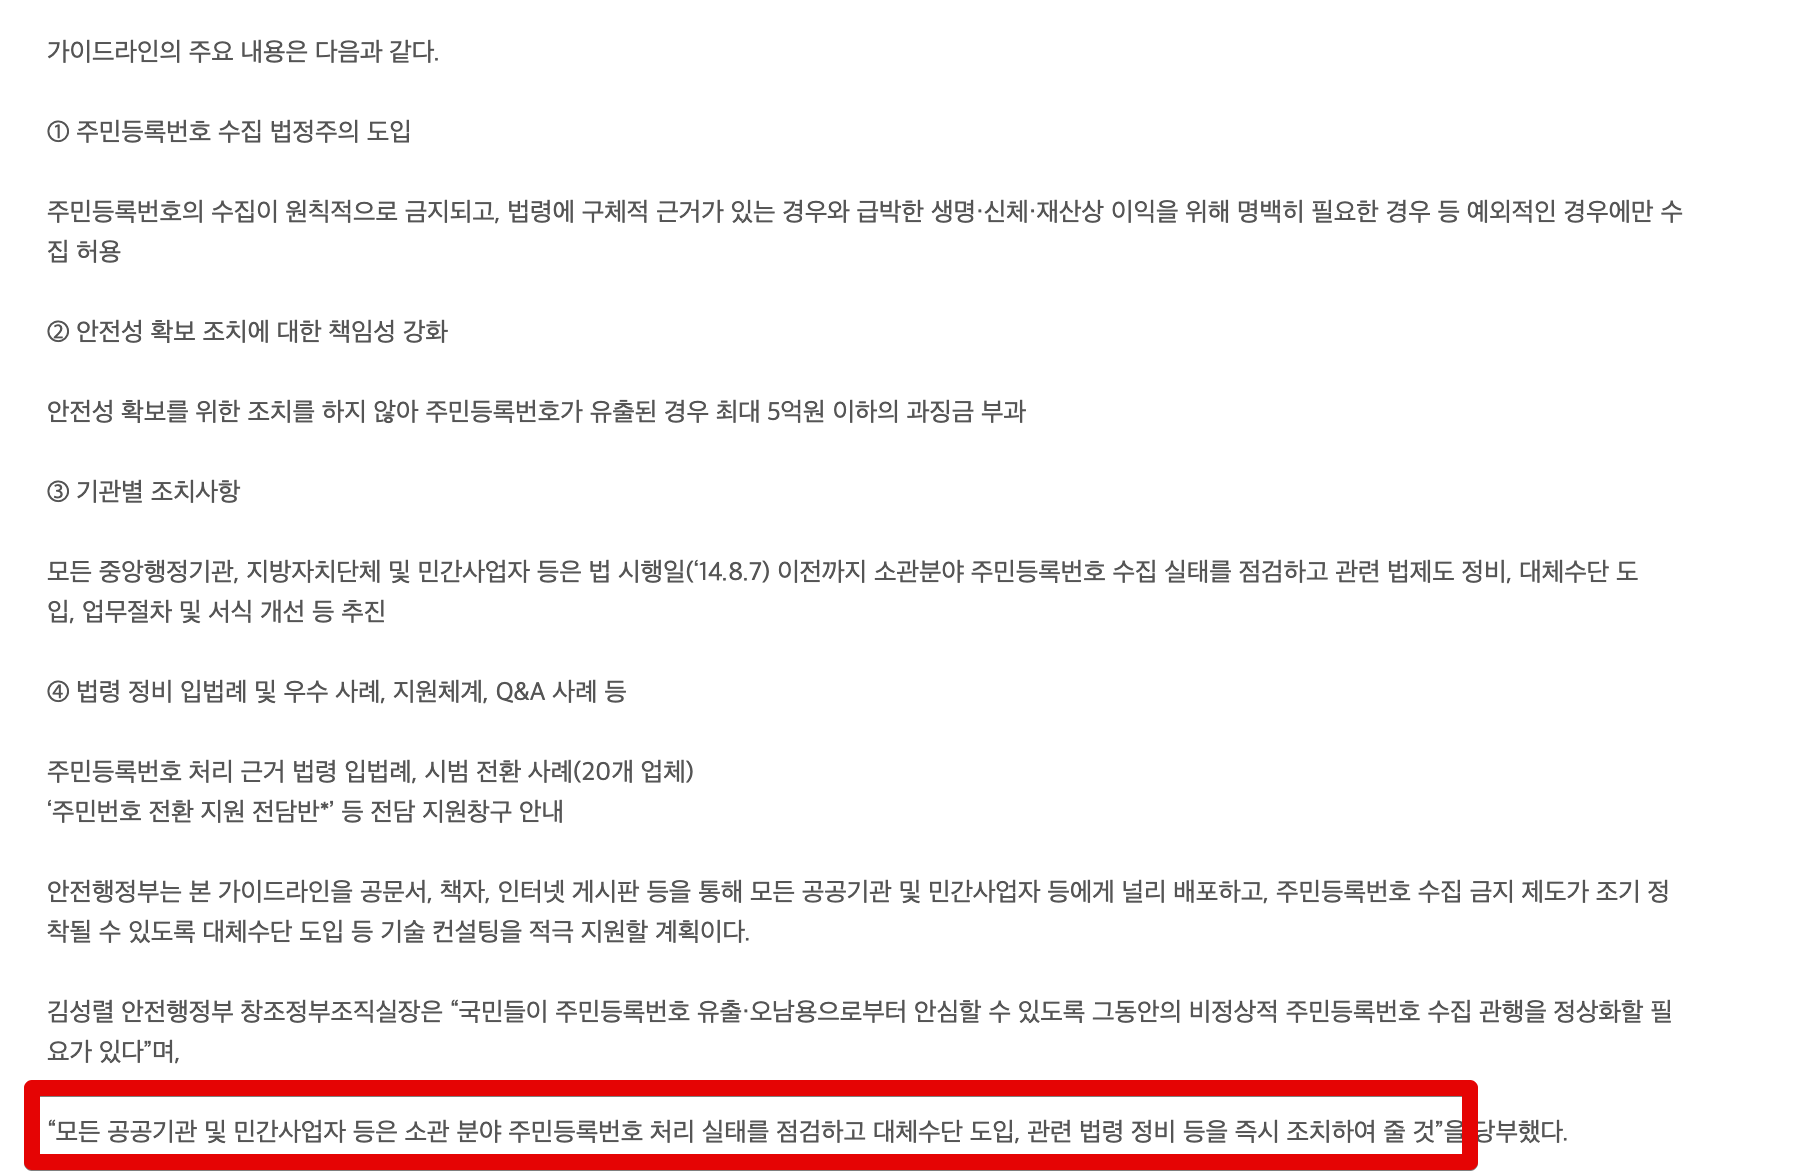 가이드라인의 주요 내용은 다음과 같다.
① 주민등록번호 수집 법정주의 도입
주민등록번호의 수집이 원칙적으로 금지되고, 법령에 구체적 근거가 있는 경우와 급박한 생명·신체·재산상 이익을 위해 명백히 필요한 경우 등 예외적인 경우에만 수
집 허용
② 안전성 확보 조치에 대한 책임성 강화
안전성 확보를 위한 조치를 하지 않아 주민등록번호가 유출된 경우 최대 5억원 이하의 과징금 부과
③ 기관별 조치사항
모든 중앙행정기관, 지방자치단체 및 민간사업자 등은 법 시행일(‘14.8.7) 이전까지 소관분야 주민등록번호 수집 실태를 점검하고 관련 법제도 정비, 대체수단 도
입, 업무절차 및 서식 개선 등 추진
④ 법령 정비 입법례 및 우수 사례, 지원체계, Q&A 사례 등
주민등록번호 처리 근거 법령 입법례, 시범 전환 사례(20개 업체)
‘주민번호 전환 지원 전담반*’ 등 전담 지원창구 안내
안전행정부는 본 가이드라인을 공문서, 책자, 인터넷 게시판 등을 통해 모든 공공기관 및 민간사업자 등에게 널리 배포하고, 주민등록번호 수집 금지 제도가 조기 정
착될 수 있도록 대체수단 도입 등 기술 컨설팅을 적극 지원할 계획이다.
김성렬 안전행정부 창조정부조직실장은 “국민들이 주민등록번호 유출·오남용으로부터 안심할 수 있도록 그동안의 비정상적 주민등록번호 수집 관행을 정상화할 필
요가 있다”며,
“모든 공공기관 및 민간사업자 등은 소관 분야 주민등록번호 처리 실태를 점검하고 대체수단 도입, 관련 법령 정비 등을 즉시 조치하여 줄 것”을 당부했다.